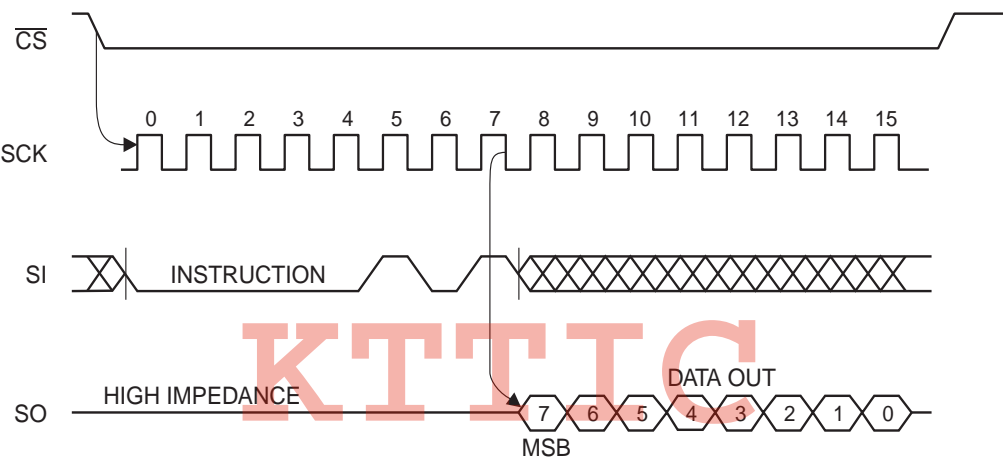 CS
0 1 2 3 4 5 6 7 8 9 10 11 12 13 14 15
SCK
SI
INSTRUCTION
KTTIC
DATA OUT
HIGH IMPEDANCE
SO
7 6 5 4 3 2 1 0
MSB